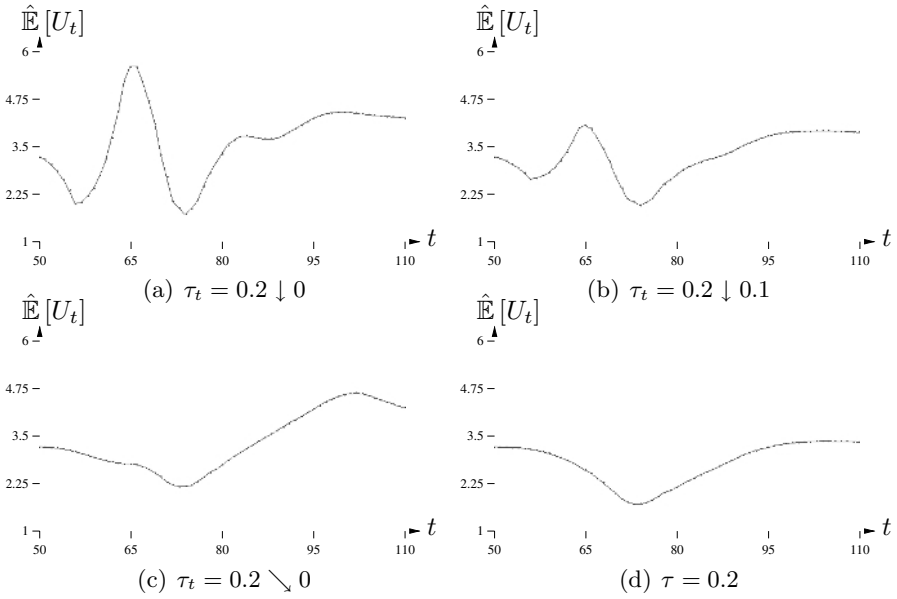 Ê [U_t]
6
4.75
3.5
2.25
1
50 65 80 95 110
t
(a) τ_t = 0.2 ↓ 0
Ê [U_t]
6
4.75
3.5
2.25
1
50 65 80 95 110
t
(b) τ_t = 0.2 ↓ 0.1
Ê [U_t]
6
4.75
3.5
2.25
1
50 65 80 95 110
t
(c) τ_t = 0.2 ↘ 0
Ê [U_t]
6
4.75
3.5
2.25
1
50 65 80 95 110
t
(d) τ = 0.2